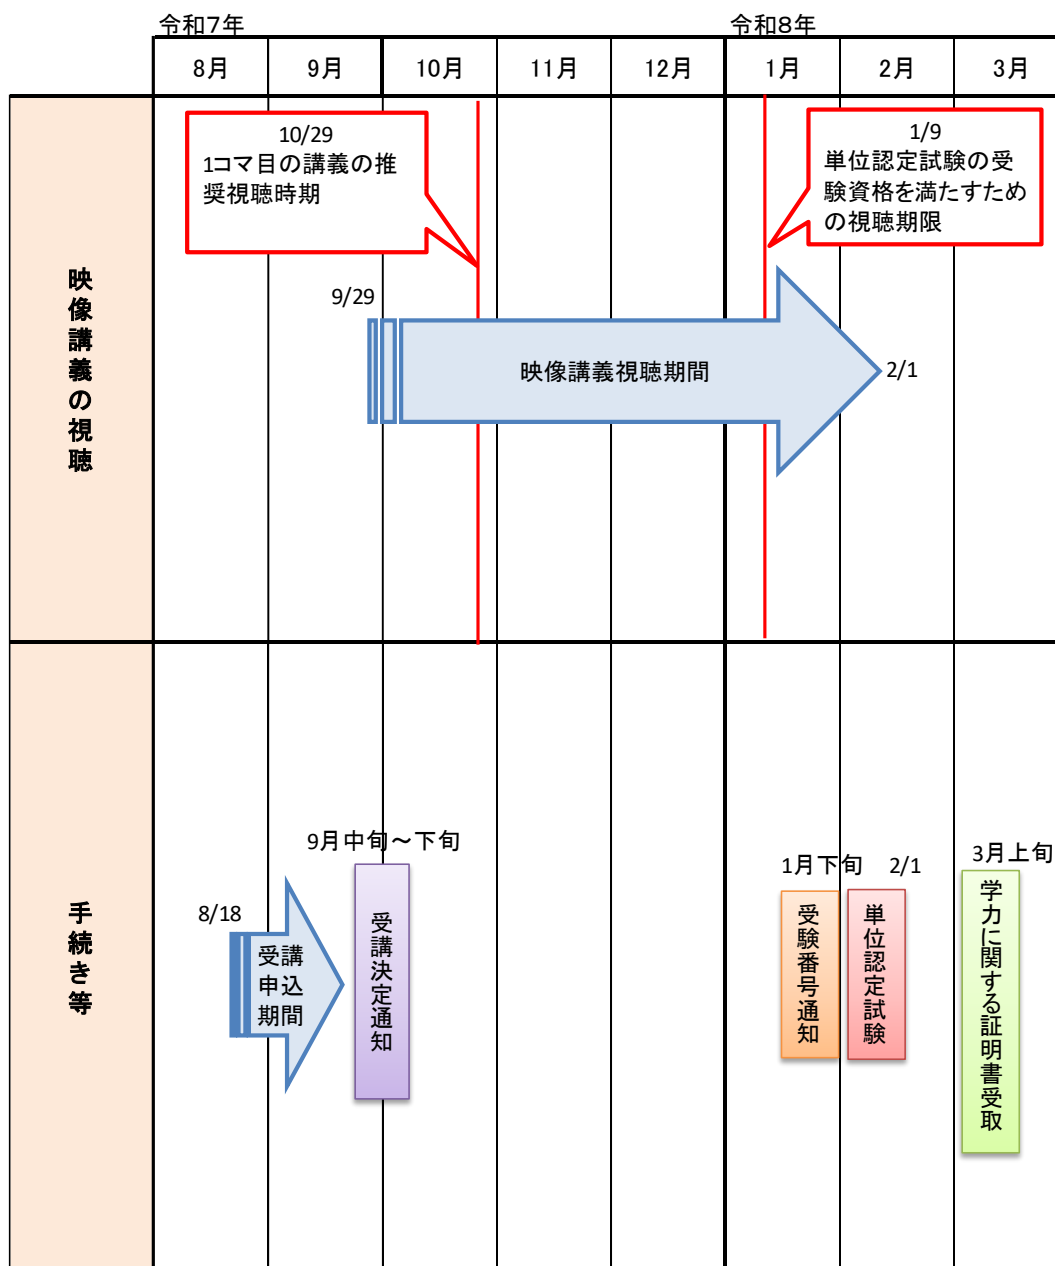 令和７年
令和８年
8月
9月
10月
11月
12月
1月
2月
3月
映像講義の視聴
10/29
1コマ目の講義の推
奨視聴時期
1/9
単位認定試験の受
験資格を満たすため
の視聴期限
9/29
映像講義視聴期間
2/1
手続き等
8/18
受講
申込
期間
9月中旬～下旬
受講決定通知
1月下旬
受験番号通知
2/1
単位認定試験
3月上旬
学力に関する証明書受取